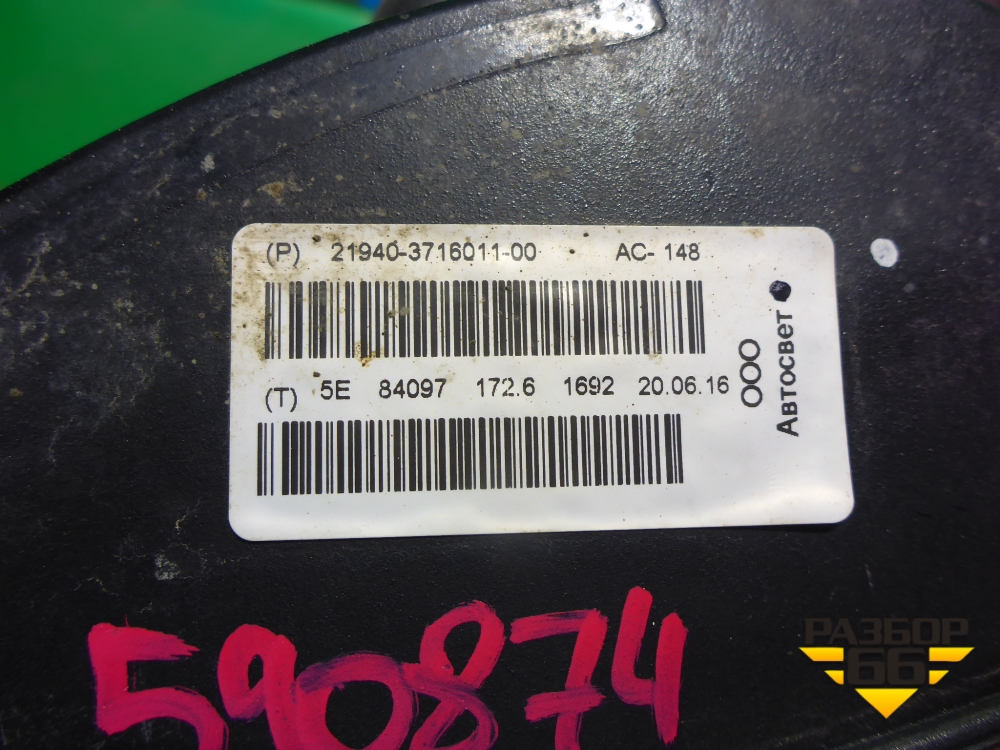 (P) 21940-3716011-00 AC- 148
(T) 5E 84097 172.6 1692 20.06.16
ООО
Автосвет
590874
РАЗБОР
66